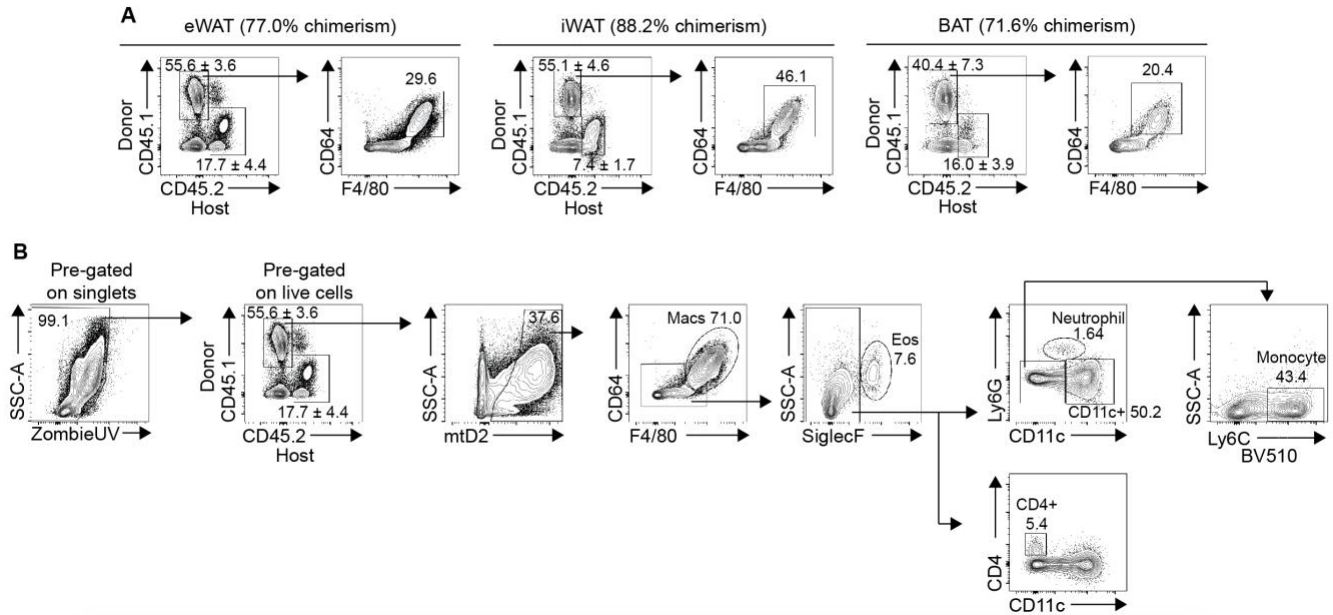 A
eWAT (77.0% chimerism)
iWAT (88.2% chimerism)
BAT (71.6% chimerism)
55.6 ± 3.6
17.7 ± 4.4
Donor
CD45.1
CD45.2
Host
29.6
CD64
F4/80
55.1 ± 4.6
7.4 ± 1.7
Donor
CD45.1
CD45.2
Host
46.1
CD64
F4/80
40.4 ± 7.3
16.0 ± 3.9
Donor
CD45.1
CD45.2
Host
20.4
CD64
F4/80
B
Pre-gated
on singlets
99.1
SSC-A
ZombieUV
Pre-gated
on live cells
55.6 ± 3.6
17.7 ± 4.4
Donor
CD45.1
CD45.2
Host
37.6
SSC-A
mtD2
Macs 71.0
CD64
F4/80
Eos
7.6
SSC-A
SiglecF
Neutrophil
1.64
CD11c+ 50.2
Ly6G
CD11c
Monocyte
43.4
SSC-A
Ly6C
BV510
CD4+
5.4
CD4
CD11c